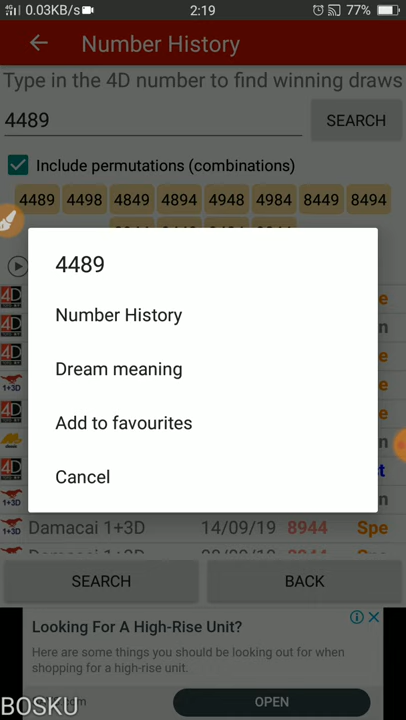 4G 0.03KB/s 2:19 77%
Number History
Type in the 4D number to find winning draws
4489 SEARCH
Include permutations (combinations)
4489 4498 4849 4894 4948 4984 8449 8494
4489
Number History
Dream meaning
Add to favourites
Cancel
Damacai 1+3D 14/09/19 8944 Spe
SEARCH BACK
Looking For A High-Rise Unit?
Here are some things you should be looking out for when
shopping for a high-rise unit.
OPEN
BOSKU